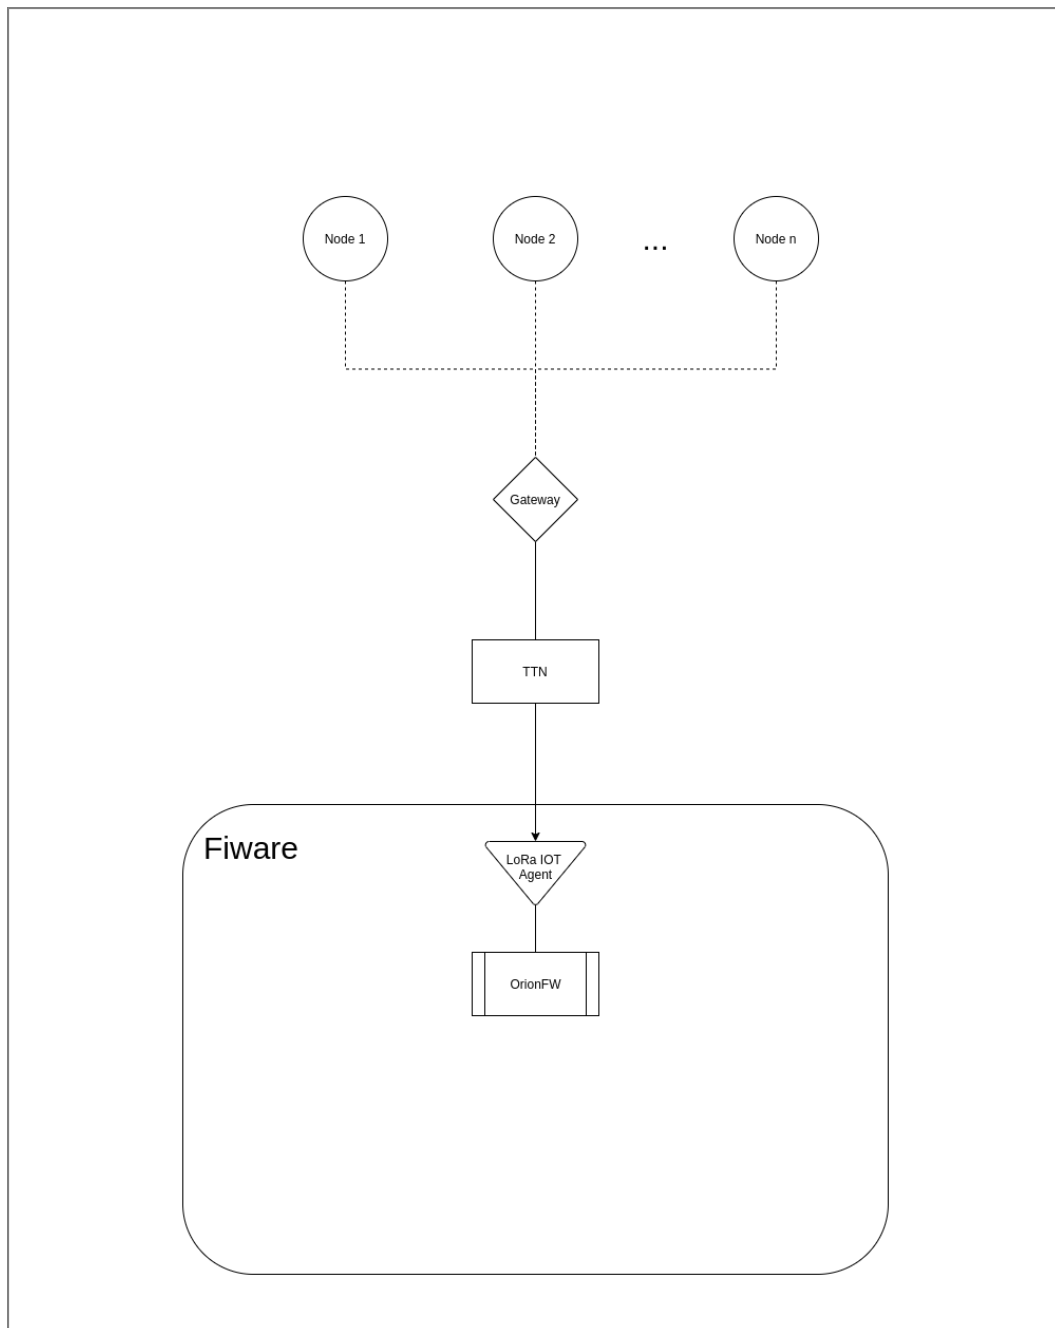 Node 1
Node 2
...
Node n
Gateway
TTN
Fiware
LoRa IOT
Agent
OrionFW